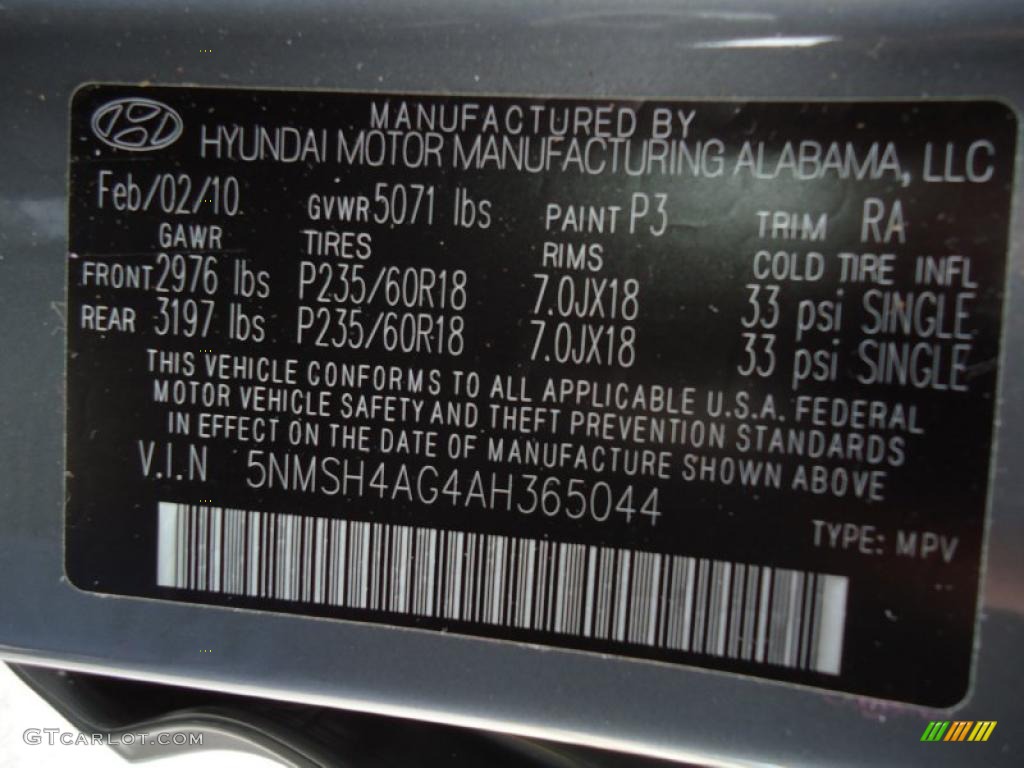 MANUFACTURED BY
HYUNDAI MOTOR MANUFACTURING ALABAMA, LLC
Feb/02/10 GVWR 5071 lbs PAINT P3 TRIM RA
GAWR TIRES RIMS COLD TIRE INFL
FRONT 2976 lbs P235/60R18 7.0JX18 33 psi SINGLE
REAR 3197 lbs P235/60R18 7.0JX18 33 psi SINGLE
THIS VEHICLE CONFORMS TO ALL APPLICABLE U.S.A. FEDERAL
MOTOR VEHICLE SAFETY AND THEFT PREVENTION STANDARDS
IN EFFECT ON THE DATE OF MANUFACTURE SHOWN ABOVE
V.I.N 5NMSH4AG4AH365044
TYPE: MPV
GTCarLot.com